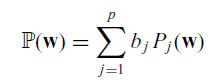 ℙ(𝐰) = ∑_{j=1}^{p} b_j P_j(𝐰)